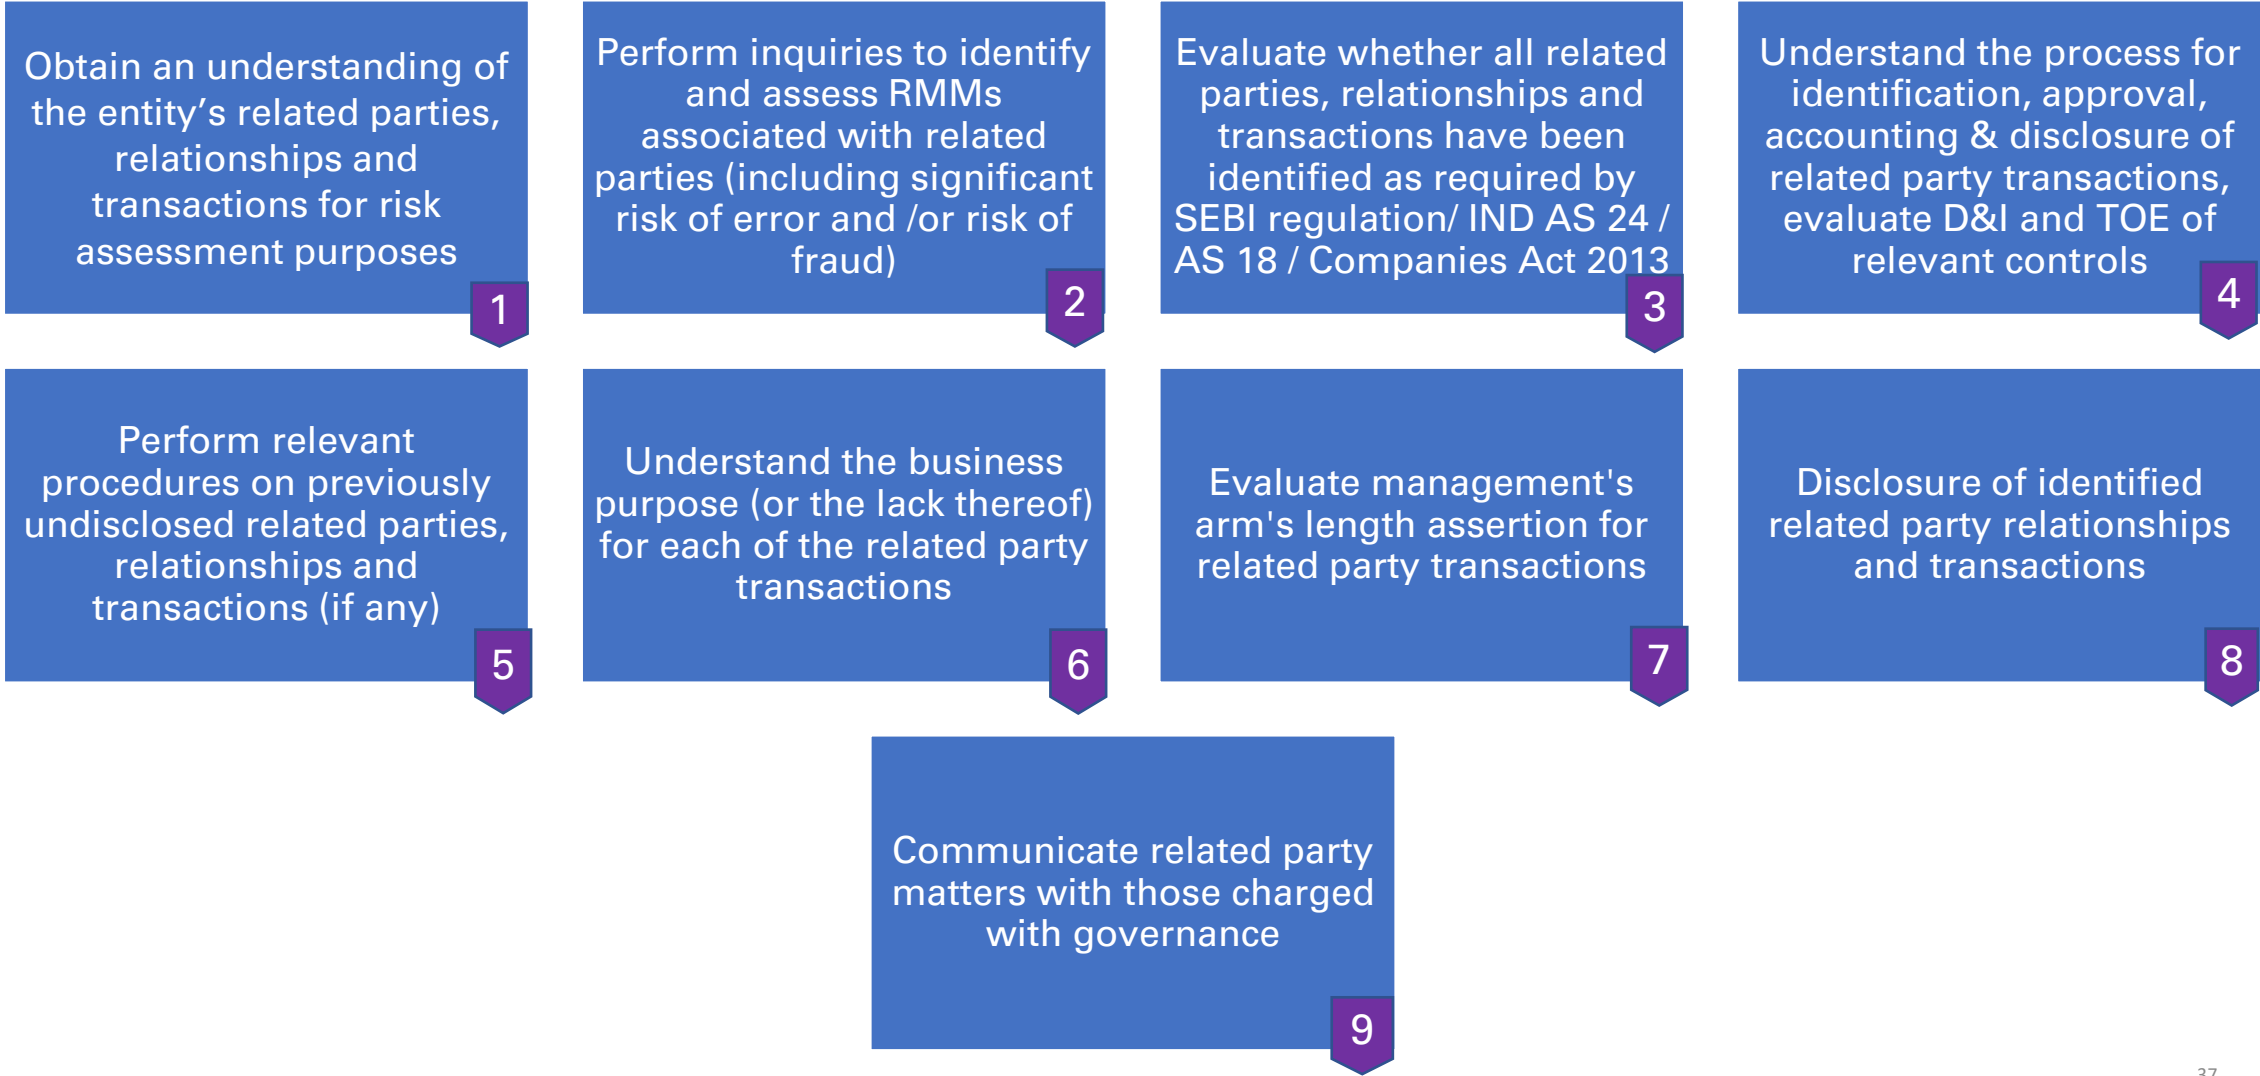 Obtain an understanding of
the entity’s related parties,
relationships and
transactions for risk
assessment purposes
1
Perform inquiries to identify
and assess RMMs
associated with related
parties (including significant
risk of error and /or risk of
fraud)
2
Evaluate whether all related
parties, relationships and
transactions have been
identified as required by
SEBI regulation/ IND AS 24 /
AS 18 / Companies Act 2013
3
Understand the process for
identification, approval,
accounting & disclosure of
related party transactions,
evaluate D&I and TOE of
relevant controls
4
Perform relevant
procedures on previously
undisclosed related parties,
relationships and
transactions (if any)
5
Understand the business
purpose (or the lack thereof)
for each of the related party
transactions
6
Evaluate management's
arm's length assertion for
related party transactions
7
Disclosure of identified
related party relationships
and transactions
8
Communicate related party
matters with those charged
with governance
9
37